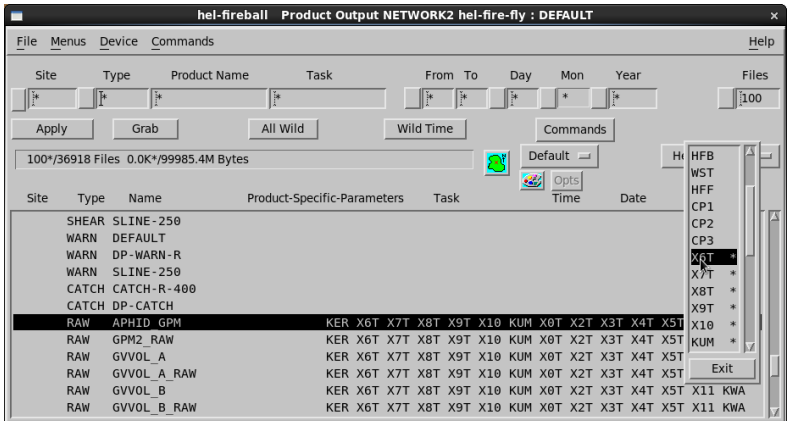 hel-fireball Product Output NETWORK2 hel-fire-fly : DEFAULT
File Menus Device Commands Help
Site Type Product Name Task From To Day Mon Year Files
* * * * * * * * * 100
Apply Grab All Wild Wild Time Commands
100*/36918 Files 0.0K*/99985.4M Bytes Default
Opts
Site Type Name Product-Specific-Parameters Task Time Date
SHEAR SLINE-250
WARN DEFAULT
WARN DP-WARN-R
WARN SLINE-250
CATCH CATCH-R-400
CATCH DP-CATCH
RAW APHID_GPM KER X6T X7T X8T X9T X10 KUM X0T X2T X3T X4T X5T
RAW GPM2_RAW KER X6T X7T X8T X9T X10 KUM X0T X2T X3T X4T X5T
RAW GVVOL_A KER X6T X7T X8T X9T X10 KUM X0T X2T X3T X4T X5T
RAW GVVOL_A_RAW KER X6T X7T X8T X9T X10 KUM X0T X2T X3T X4T X5T
RAW GVVOL_B KER X6T X7T X8T X9T X10 KUM X0T X2T X3T X4T X5T X11 KWA
RAW GVVOL_B_RAW KER X6T X7T X8T X9T X10 KUM X0T X2T X3T X4T X5T X11 KWA
HFB
WST
HFF
CP1
CP2
CP3
X6T *
X7T *
X8T *
X9T *
X10 *
KUM *
Exit